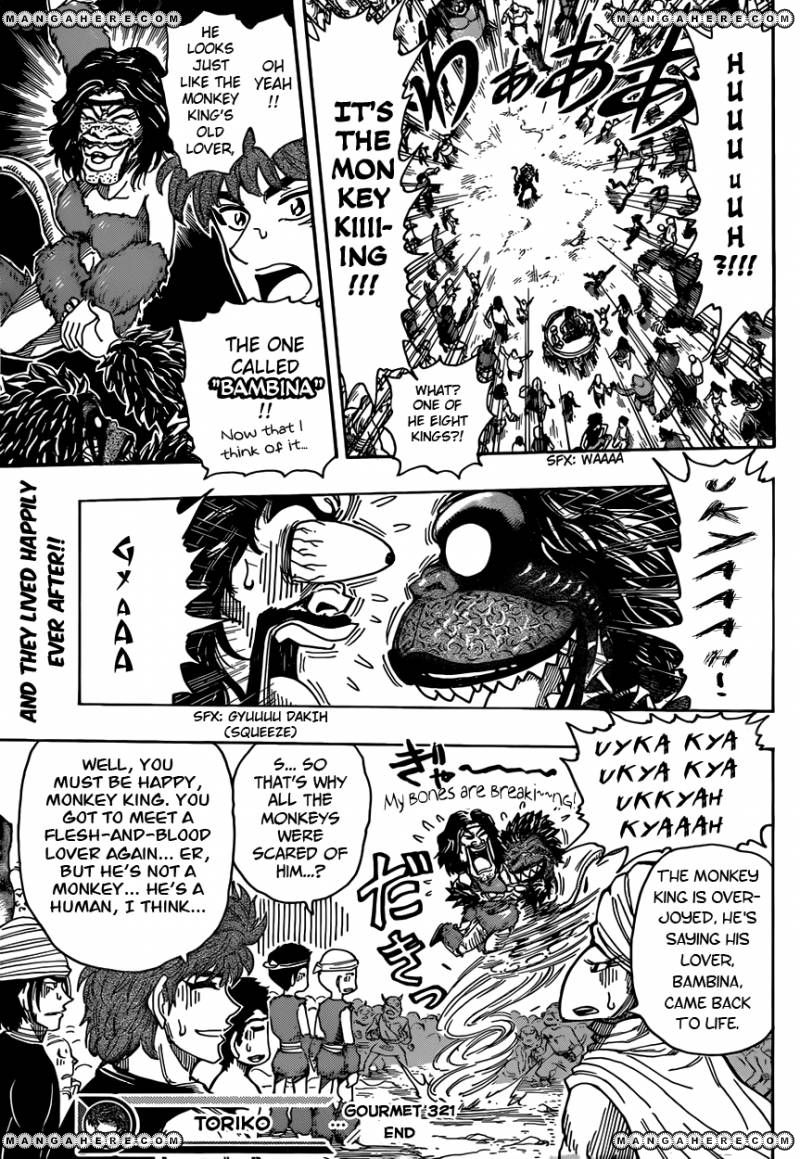 MANGAHERE.COM
MANGAHERE.COM
HUUUUUUH
?!!!!
わぁぁああ
IT'S
THE
MON
KEY
KIIII-
ING
!!!
WHAT?
ONE OF
HE EIGHT
KINGS?!
SFX: WAAAA
OH
YEAH
!!
HE
LOOKS
JUST
LIKE THE
MONKEY
KING'S
OLD
LOVER,
THE ONE
CALLED
"BAMBINA"
!!
Now that I
think of it...
UKYAAAAH!
GYAAA
SFX: GYUUUU DAKIH
(SQUEEZE)
AND THEY LIVED HAPPILY
EVER AFTER!!
UYKA KYA
UKYA KYA
UKKYAH
KYAAAH
THE MONKEY
KING IS OVER-
JOYED. HE'S
SAYING HIS
LOVER,
BAMBINA,
CAME BACK
TO LIFE.
ぎゃ
My Bones are Breaki~~ng!
だぎっ
S... SO
THAT'S WHY
ALL THE
MONKEYS
WERE
SCARED OF
HIM...?
WELL, YOU
MUST BE HAPPY,
MONKEY KING. YOU
GOT TO MEET A
FLESH-AND-BLOOD
LOVER AGAIN... ER,
BUT HE'S NOT A
MONKEY... HE'S A
HUMAN, I THINK...
TORIKO ... GOURMET 321
END
MANGAHERE.COM
MANGAHERE.COM